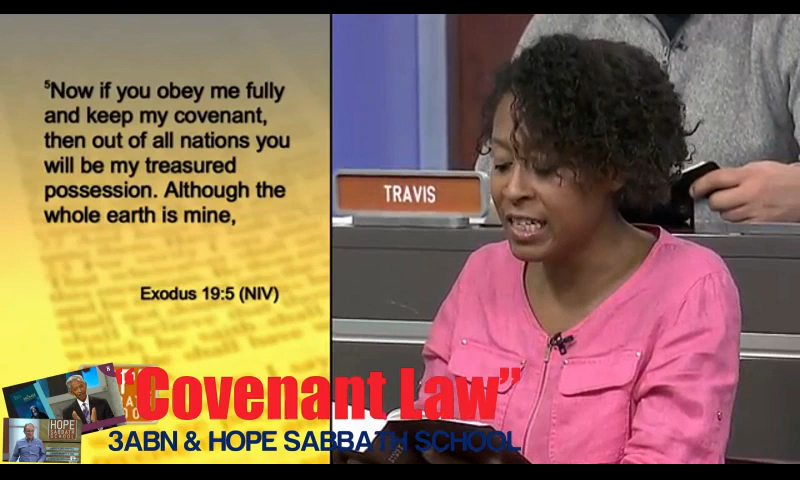 ⁵Now if you obey me fully
and keep my covenant,
then out of all nations you
will be my treasured
possession. Although the
whole earth is mine,
Exodus 19:5 (NIV)
TRAVIS
“Covenant Law”
3ABN & HOPE SABBATH SCHOOL
HOPE
SABBATH
SCHOOL